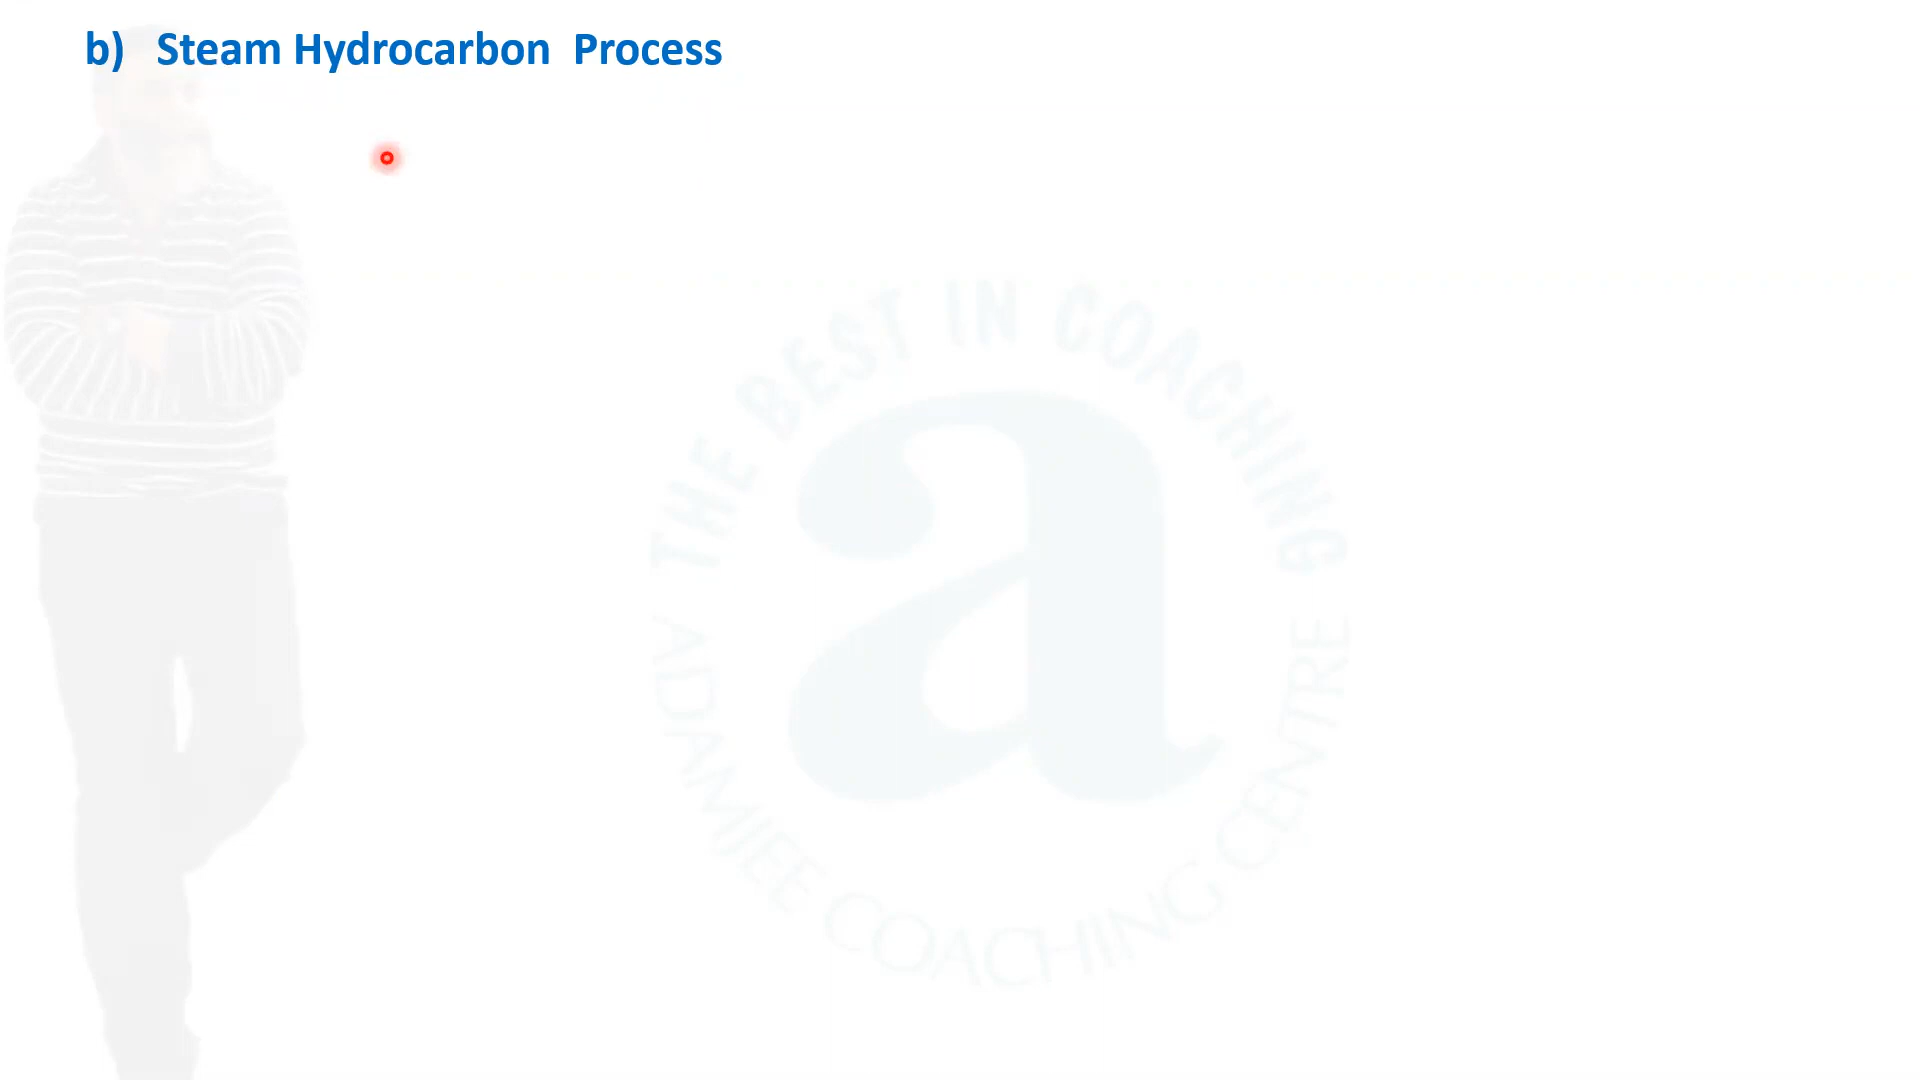 b) Steam Hydrocarbon Process
THE BEST IN COACHING
a
ADAMJEE COACHING CENTRE